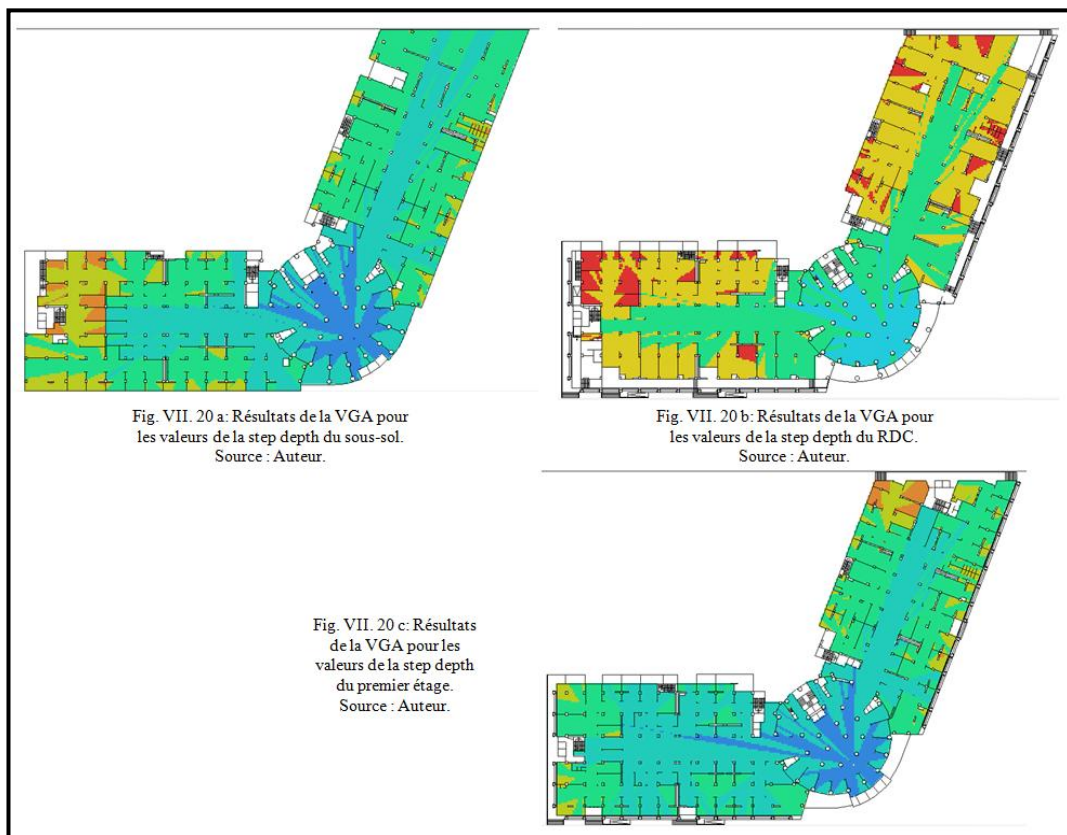 Fig. VII. 20 a: Résultats de la VGA pour
les valeurs de la step depth du sous-sol.
Source : Auteur.
Fig. VII. 20 b: Résultats de la VGA pour
les valeurs de la step depth du RDC.
Source : Auteur.
Fig. VII. 20 c: Résultats
de la VGA pour les
valeurs de la step depth
du premier étage.
Source : Auteur.